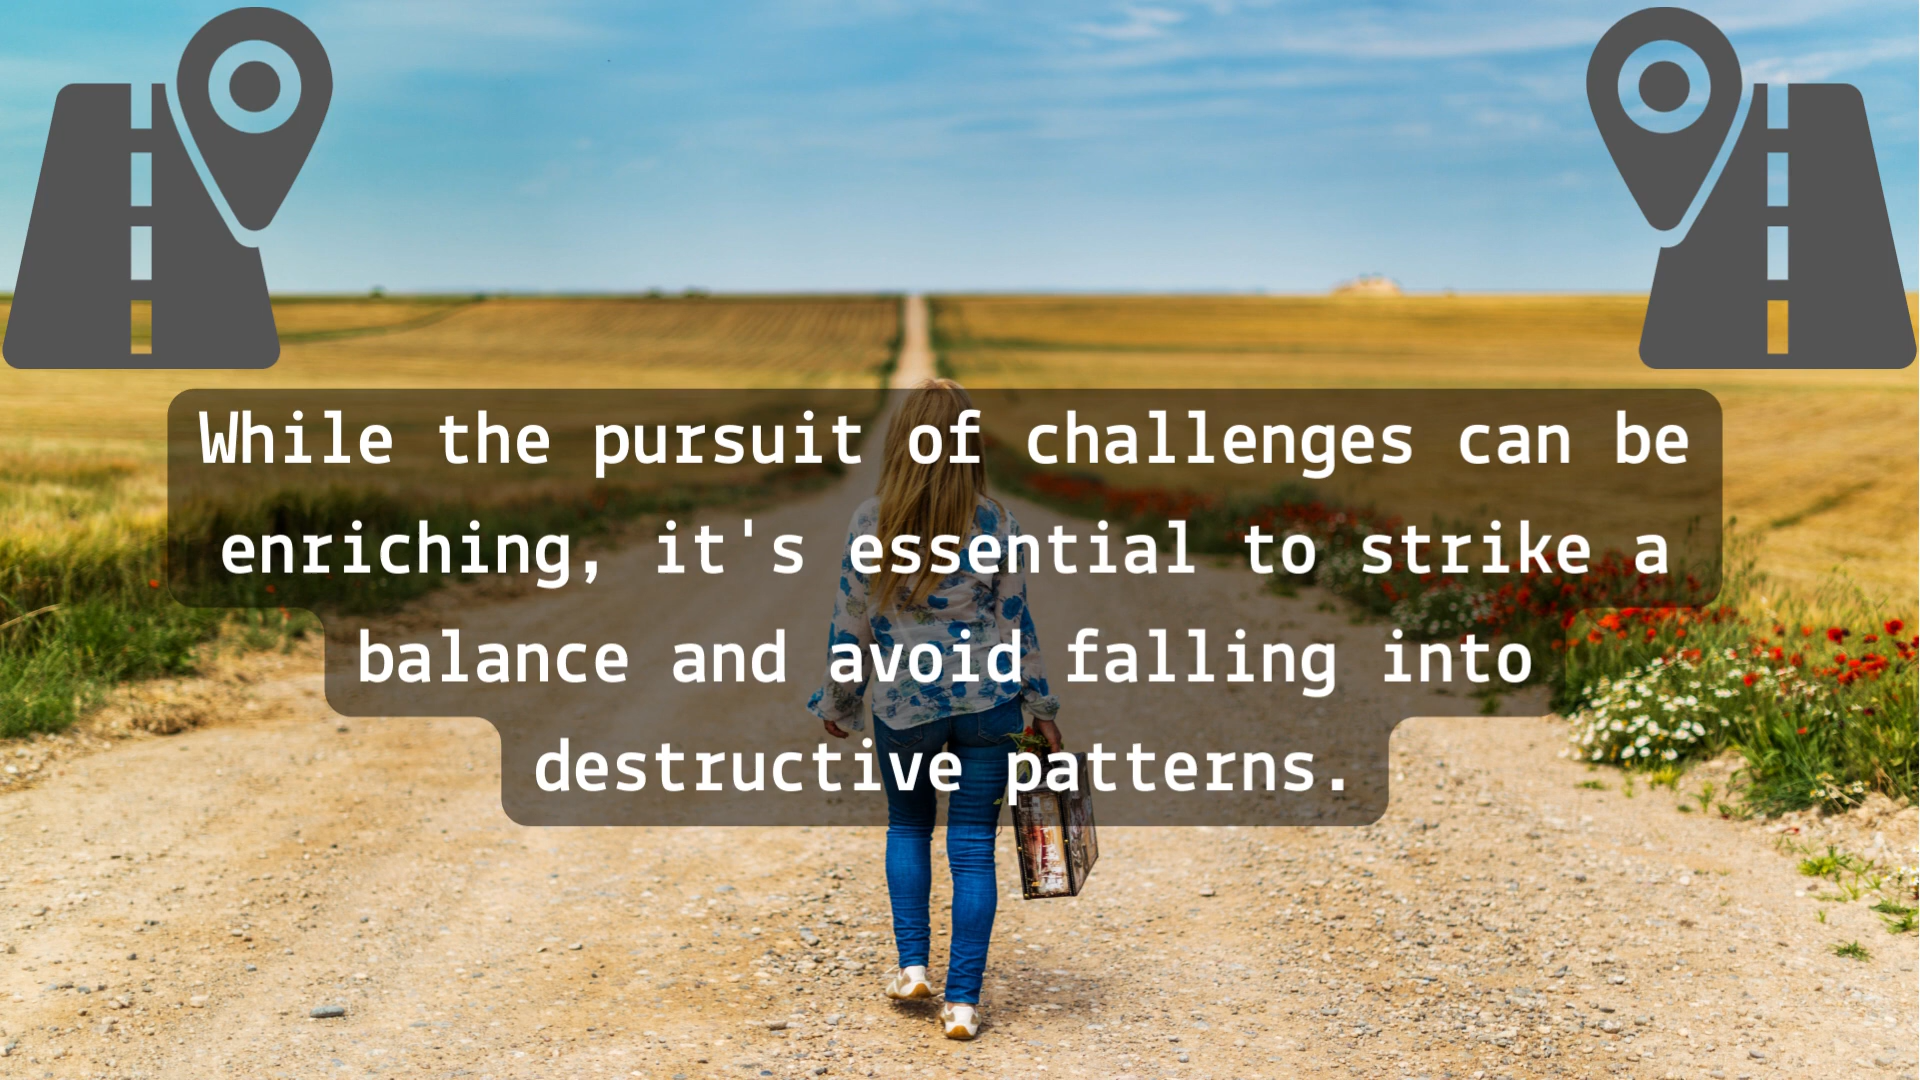 While the pursuit of challenges can be
enriching, it's essential to strike a
balance and avoid falling into
destructive patterns.